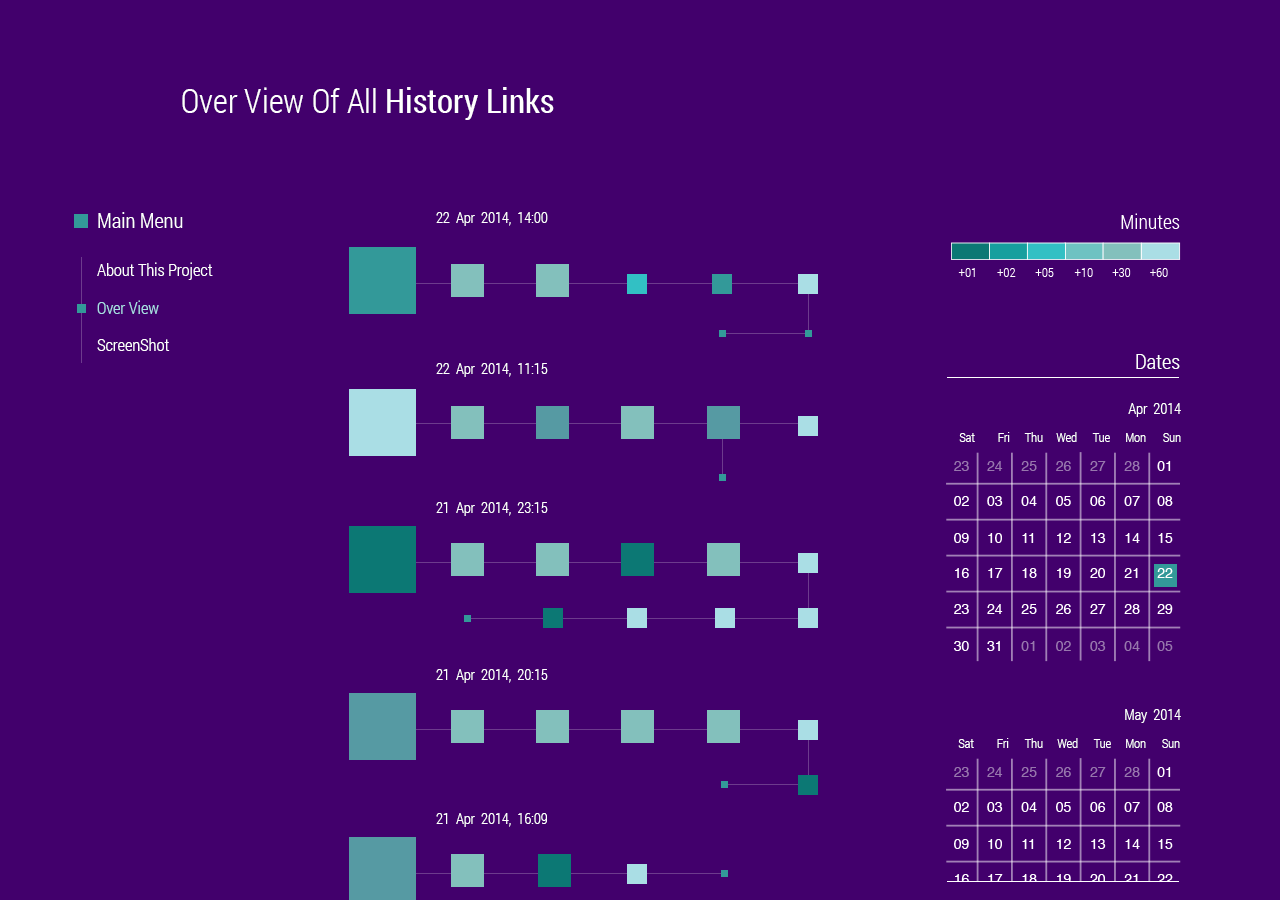 Over View Of All History Links
Main Menu
About This Project
Over View
ScreenShot
22 Apr 2014, 14:00
22 Apr 2014, 11:15
21 Apr 2014, 23:15
21 Apr 2014, 20:15
21 Apr 2014, 16:09
Minutes
+01 +02 +05 +10 +30 +60
Dates
Apr 2014
Sat Fri Thu Wed Tue Mon Sun
23 24 25 26 27 28 01
02 03 04 05 06 07 08
09 10 11 12 13 14 15
16 17 18 19 20 21 22
23 24 25 26 27 28 29
30 31 01 02 03 04 05
May 2014
Sat Fri Thu Wed Tue Mon Sun
23 24 25 26 27 28 01
02 03 04 05 06 07 08
09 10 11 12 13 14 15
16 17 18 19 20 21 22